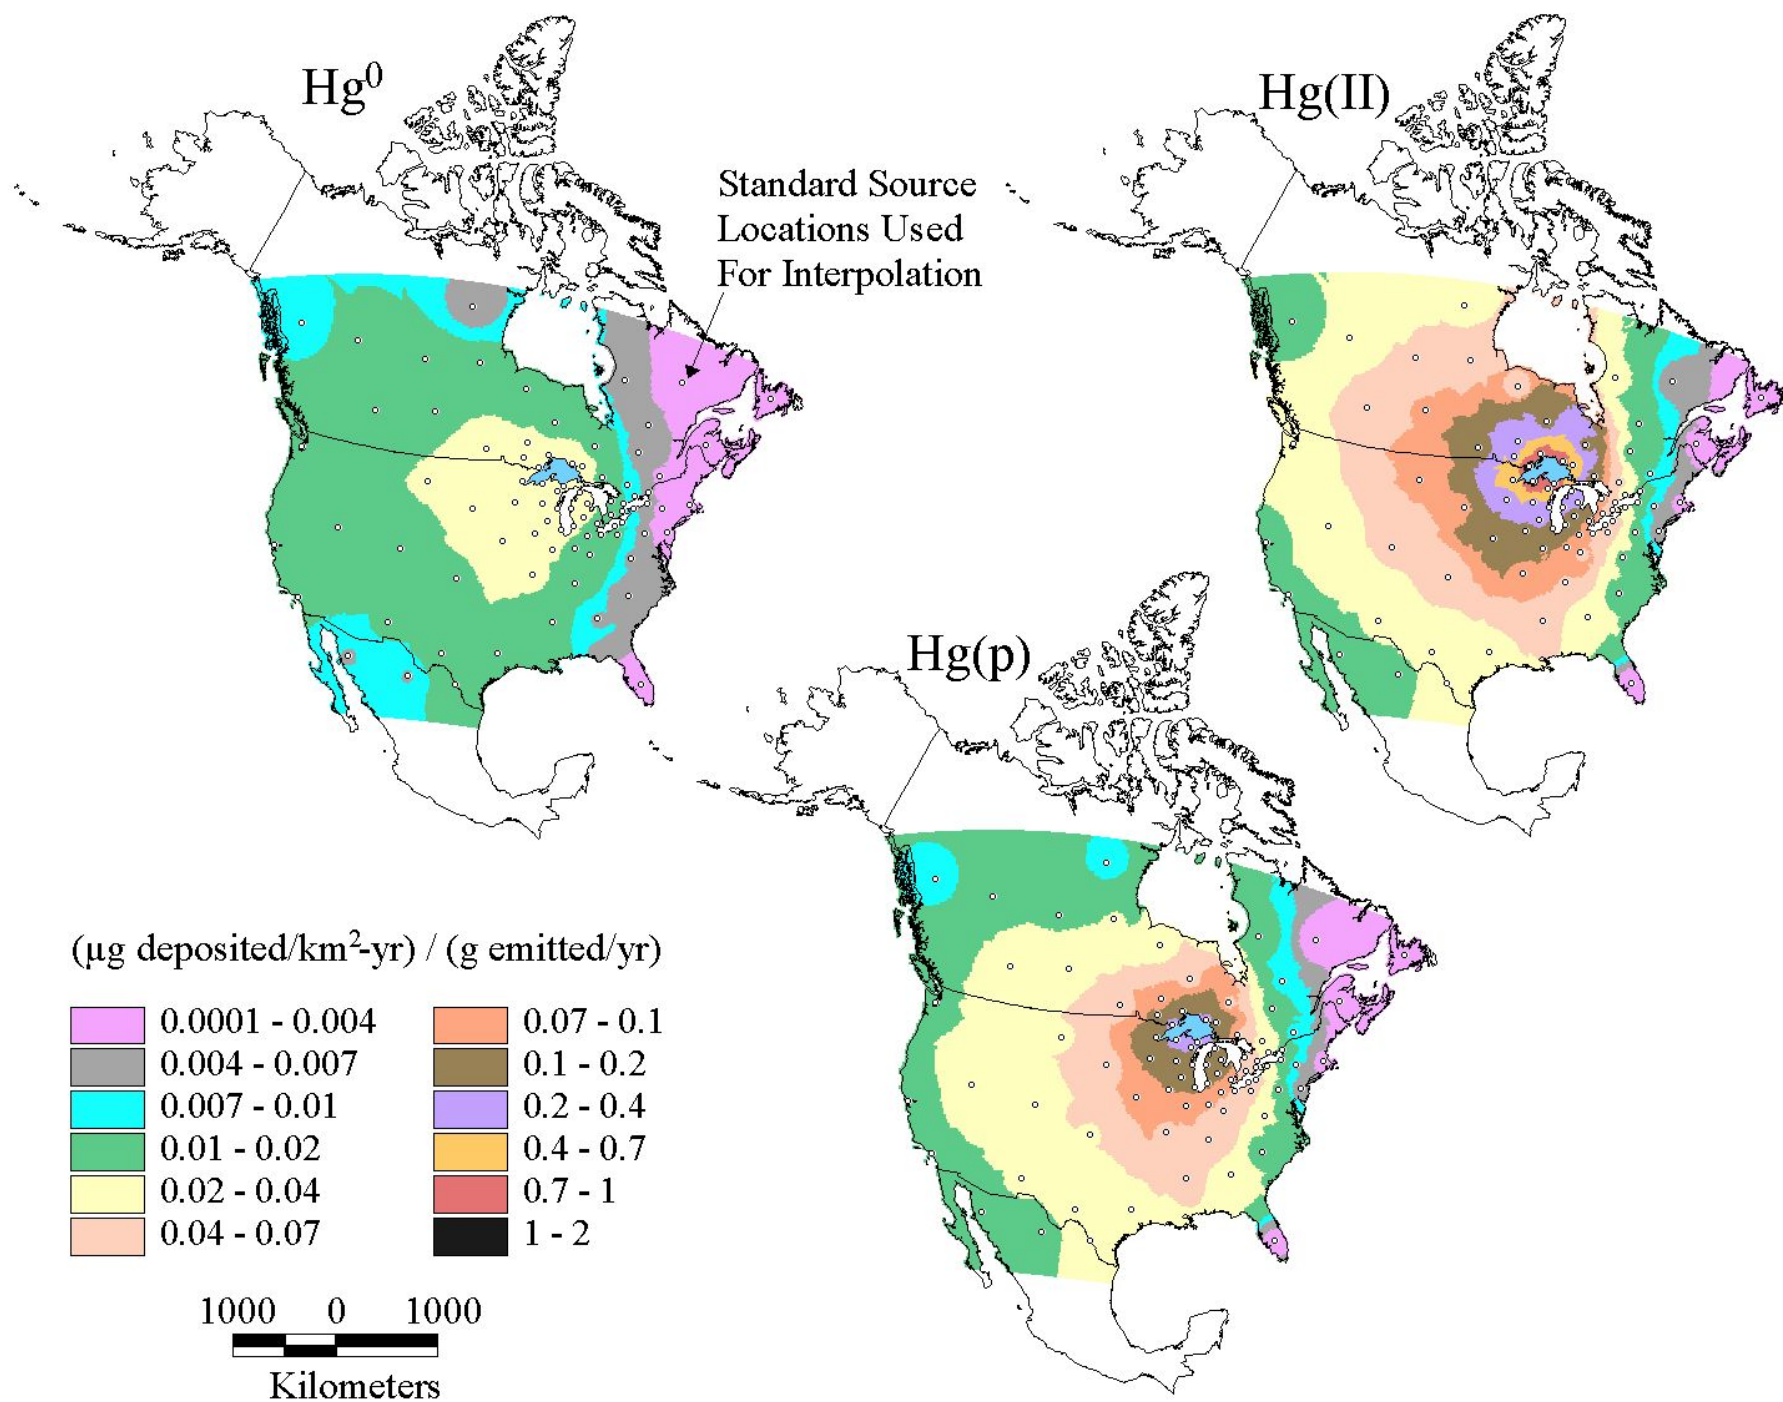 Hg⁰
Hg(II)
Standard Source
Locations Used
For Interpolation
Hg(p)
(µg deposited/km²-yr) / (g emitted/yr)
0.0001 - 0.004
0.004 - 0.007
0.007 - 0.01
0.01 - 0.02
0.02 - 0.04
0.04 - 0.07
0.07 - 0.1
0.1 - 0.2
0.2 - 0.4
0.4 - 0.7
0.7 - 1
1 - 2
1000 0 1000
Kilometers